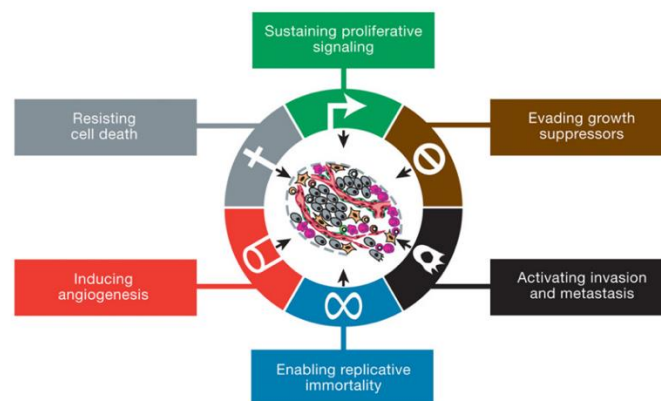 Sustaining proliferative
signaling
Resisting
cell death
Evading growth
suppressors
Inducing
angiogenesis
Activating invasion
and metastasis
Enabling replicative
immortality